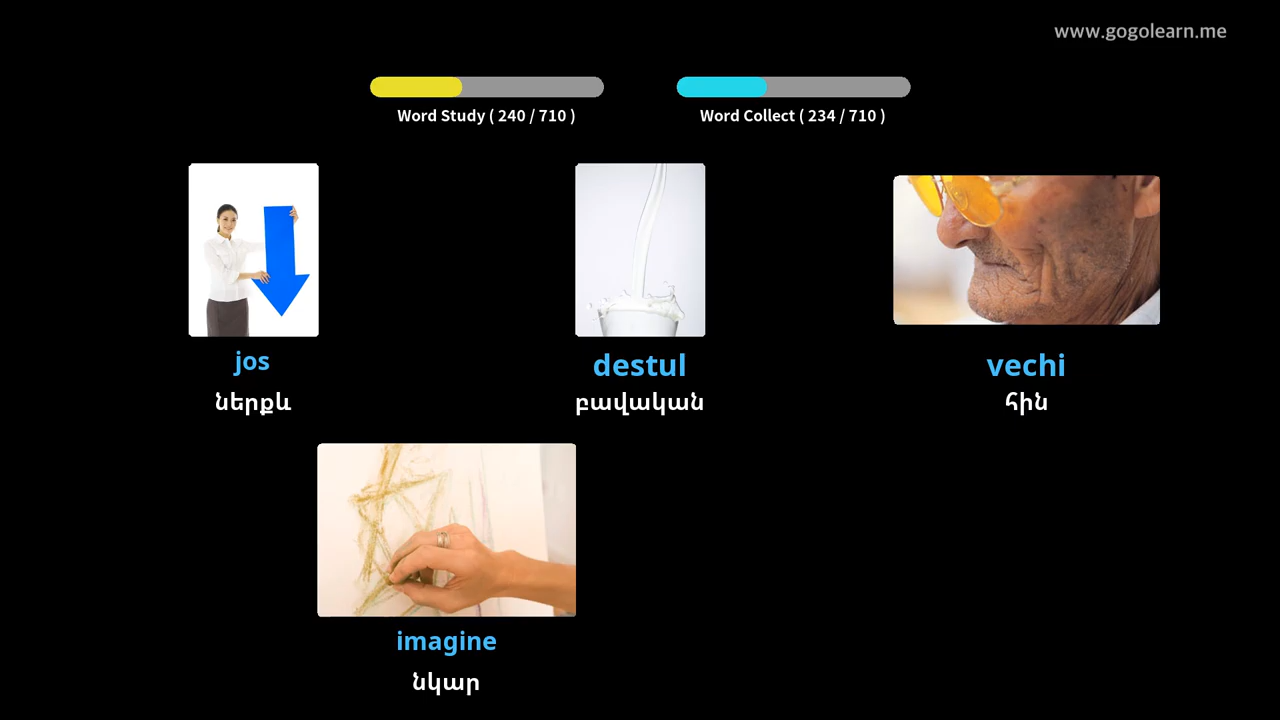 www.gogolearn.me
Word Study ( 240 / 710 )
Word Collect ( 234 / 710 )
jos
ներքև
destul
բավական
vechi
հին
imagine
նկար